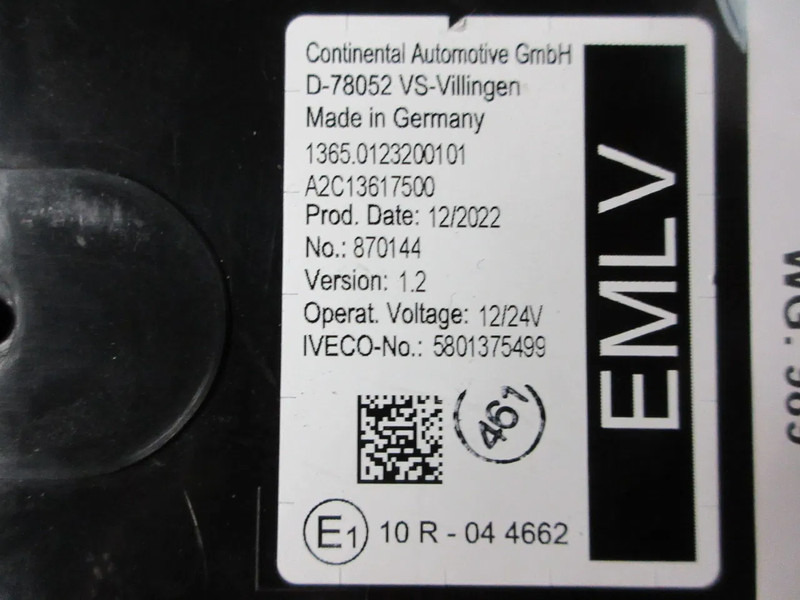 Continental Automotive GmbH
D-78052 VS-Villingen
Made in Germany
1365.0123200101
A2C13617500
Prod. Date: 12/2022
No.: 870144
Version: 1.2
Operat. Voltage: 12/24V
IVECO-No.: 5801375499
461
E1 10 R - 04 4662
EMLV